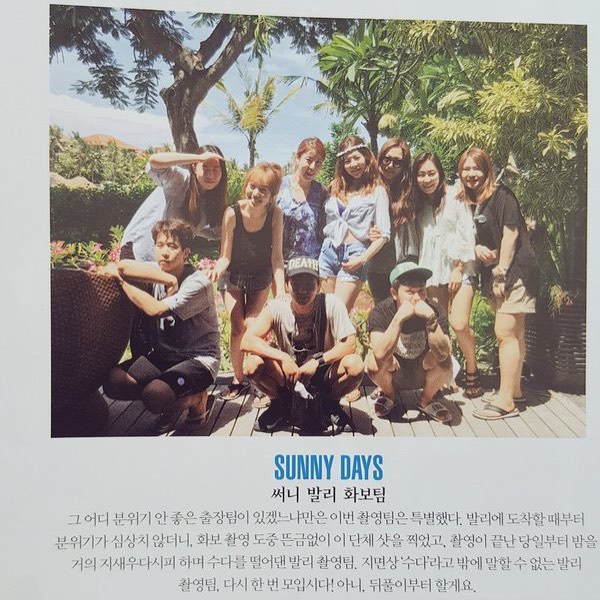 DEATH
SUNNY DAYS
써니 발리 화보팀
그 어디 분위기 안 좋은 출장팀이 있겠느냐만은 이번 촬영팀은 특별했다. 발리에 도착할 때부터
분위기가 심상치 않더니, 화보 촬영 도중 뜬금없이 이 단체 샷을 찍었고, 촬영이 끝난 당일부터 밤을
거의 지새우다시피 하며 수다를 떨어댄 발리 촬영팀. 지면상 '수다'라고 밖에 말할 수 없는 발리
촬영팀, 다시 한 번 모입시다! 아니, 뒤풀이부터 할게요.